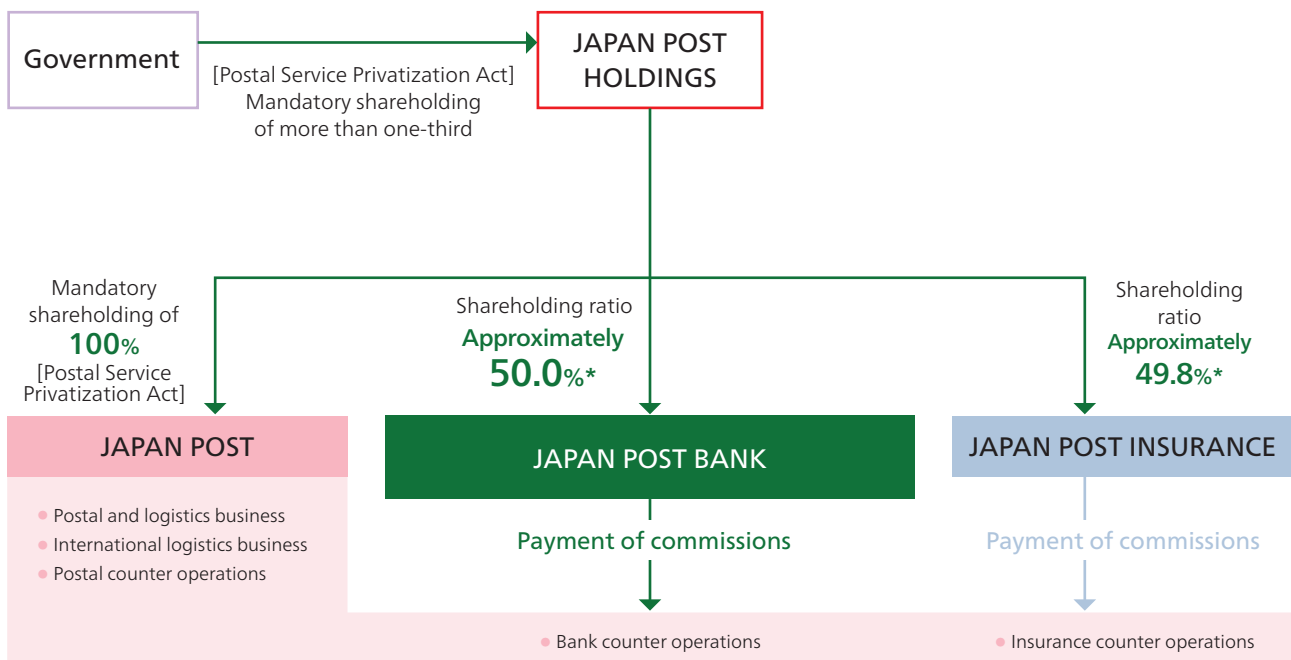 Government
[Postal Service Privatization Act]
Mandatory shareholding
of more than one-third
JAPAN POST
HOLDINGS
Mandatory
shareholding of
100%
[Postal Service
Privatization Act]
Shareholding ratio
Approximately
50.0%*
Shareholding
ratio
Approximately
49.8%*
JAPAN POST
● Postal and logistics business
● International logistics business
● Postal counter operations
JAPAN POST BANK
Payment of commissions
● Bank counter operations
JAPAN POST INSURANCE
Payment of commissions
● Insurance counter operations